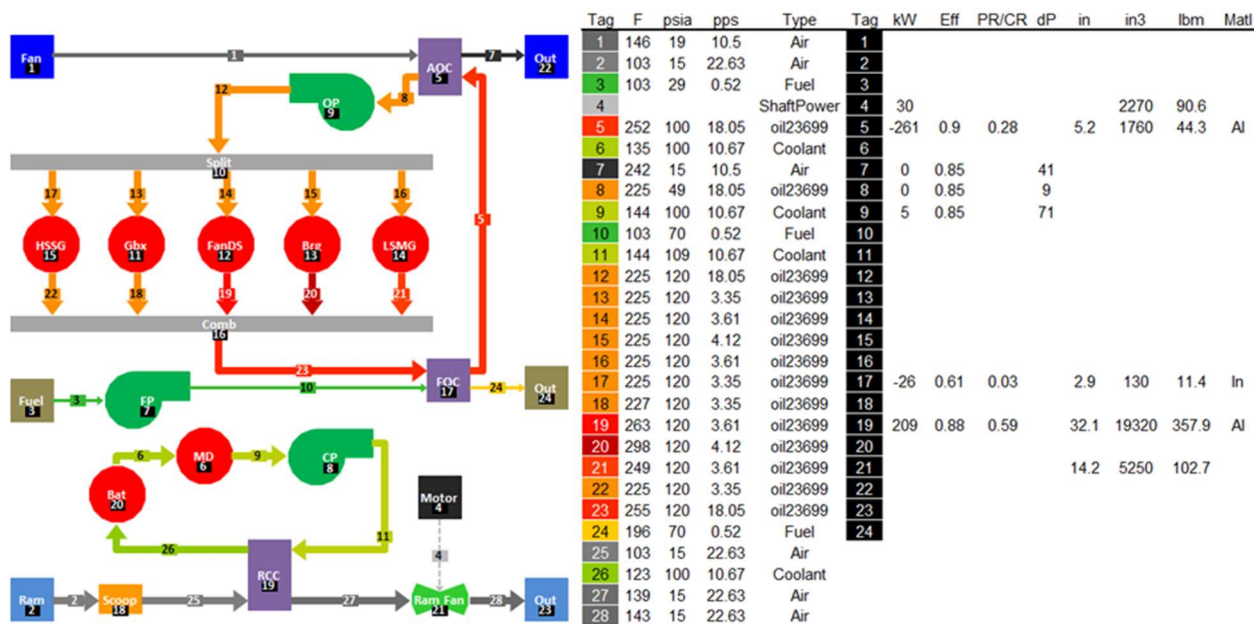 Fan
1
1
AOC
5
7
Out
22
12
OP
9
8
Split
10
17
13
14
15
16
HSSG
15
Gbx
11
FanDS
12
Brg
13
LSMG
14
5
22
18
19
20
21
Comb
16
23
Fuel
3
3
FP
7
10
FOC
17
24
Out
24
6
MD
6
9
CP
8
Bat
20
Motor
4
26
11
4
RCC
19
Ram
2
2
Scoop
18
25
27
Ram Fan
21
28
Out
23
Tag F psia pps Type Tag kW Eff PR/CR dP in in3 lbm Matl
1 146 19 10.5 Air 1
2 103 15 22.63 Air 2
3 103 29 0.52 Fuel 3
4 ShaftPower 4 30 2270 90.6
5 252 100 18.05 oil23699 5 -261 0.9 0.28 5.2 1760 44.3 Al
6 135 100 10.67 Coolant 6
7 242 15 10.5 Air 7 0 0.85 41
8 225 49 18.05 oil23699 8 0 0.85 9
9 144 100 10.67 Coolant 9 5 0.85 71
10 103 70 0.52 Fuel 10
11 144 109 10.67 Coolant 11
12 225 120 18.05 oil23699 12
13 225 120 3.35 oil23699 13
14 225 120 3.61 oil23699 14
15 225 120 4.12 oil23699 15
16 225 120 3.61 oil23699 16
17 225 120 3.35 oil23699 17 -26 0.61 0.03 2.9 130 11.4 In
18 227 120 3.35 oil23699 18
19 263 120 3.61 oil23699 19 209 0.88 0.59 32.1 19320 357.9 Al
20 298 120 4.12 oil23699 20
21 249 120 3.61 oil23699 21 14.2 5250 102.7
22 225 120 3.35 oil23699 22
23 255 120 18.05 oil23699 23
24 196 70 0.52 Fuel 24
25 103 15 22.63 Air
26 123 100 10.67 Coolant
27 139 15 22.63 Air
28 143 15 22.63 Air